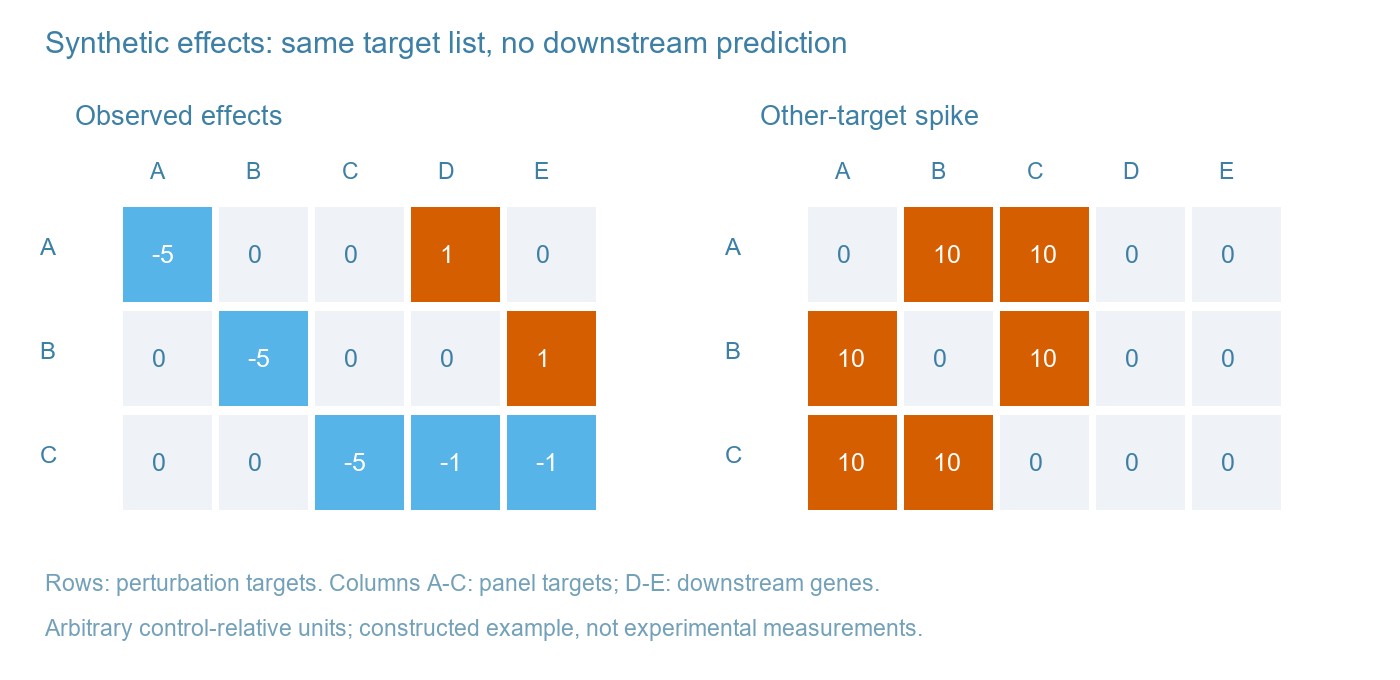 Synthetic effects: same target list, no downstream prediction
Observed effects
A B C D E
A -5 0 0 1 0
B 0 -5 0 0 1
C 0 0 -5 -1 -1
Other-target spike
A B C D E
A 0 10 10 0 0
B 10 0 10 0 0
C 10 10 0 0 0
Rows: perturbation targets. Columns A-C: panel targets; D-E: downstream genes.
Arbitrary control-relative units; constructed example, not experimental measurements.